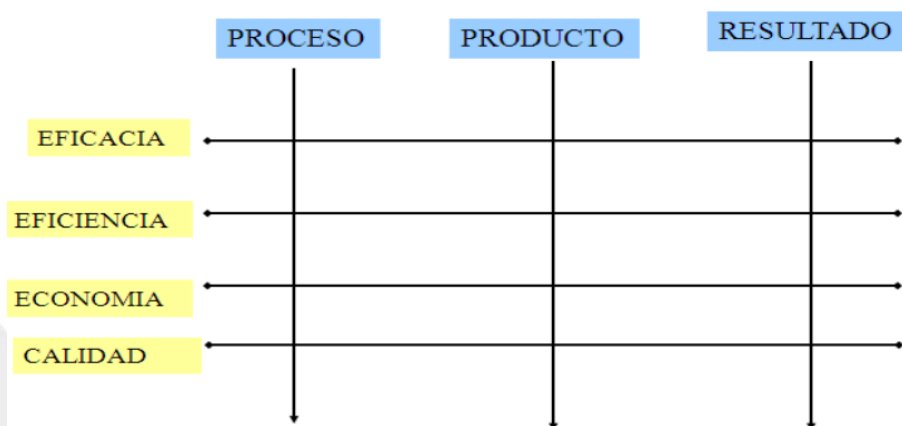 PROCESO
PRODUCTO
RESULTADO
EFICACIA
EFICIENCIA
ECONOMIA
CALIDAD